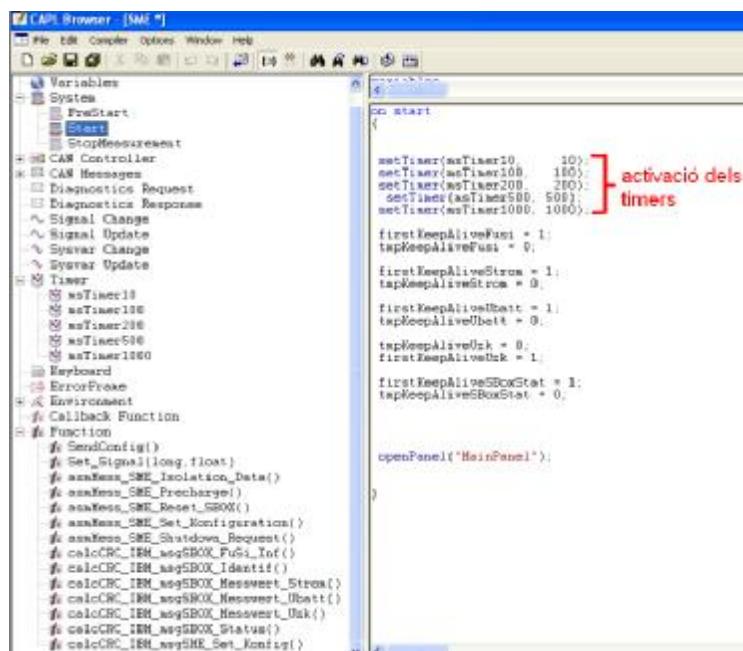 CAPL Browser - [SME *]
File Edit Compiler Options Window Help
Variables
System
PreStart
Start
StopMeasurement
CAN Controller
CAN Messages
Diagnostics Request
Diagnostics Response
Signal Change
Signal Update
Sysvar Change
Sysvar Update
Timer
msTimer10
msTimer100
msTimer200
msTimer500
msTimer1000
Keyboard
ErrorFrame
Environment
Callback Function
Function
SendConfig()
Set_Signal(long,float)
asmMess_SME_Isolation_Data()
asmMess_SME_Precharge()
asmMess_SME_Reset_SBOX()
asmMess_SME_Set_Konfiguration()
asmMess_SME_Shutdown_Request()
calcCRC_IBM_msgSBOX_FuSi_Inf()
calcCRC_IBM_msgSBOX_Identif()
calcCRC_IBM_msgSBOX_Messwert_Strom()
calcCRC_IBM_msgSBOX_Messwert_Ubatt()
calcCRC_IBM_msgSBOX_Messwert_Uzk()
calcCRC_IBM_msgSBOX_Status()
calcCRC_IBM_msgSME_Set_Konfig()
on start
{
setTimer(msTimer10, 10);
setTimer(msTimer100, 100);
setTimer(msTimer200, 200);
setTimer(msTimer500, 500);
setTimer(msTimer1000, 1000);
activació dels
timers
firstKeepAliveFusi = 1;
tmpKeepAliveFusi = 0;
firstKeepAliveStrom = 1;
tmpKeepAliveStrom = 0;
firstKeepAliveUbatt = 1;
tmpKeepAliveUbatt = 0;
tmpKeepAliveUzk = 0;
firstKeepAliveUzk = 1;
firstKeepAliveSBoxStat = 1;
tmpKeepAliveSBoxStat = 0;
openPanel("MainPanel");
}